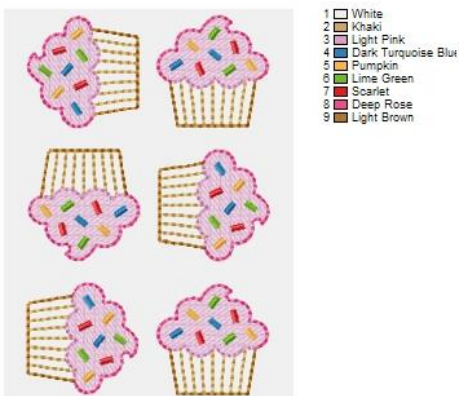 1 White
2 Khaki
3 Light Pink
4 Dark Turquoise Blue
5 Pumpkin
6 Lime Green
7 Scarlet
8 Deep Rose
9 Light Brown